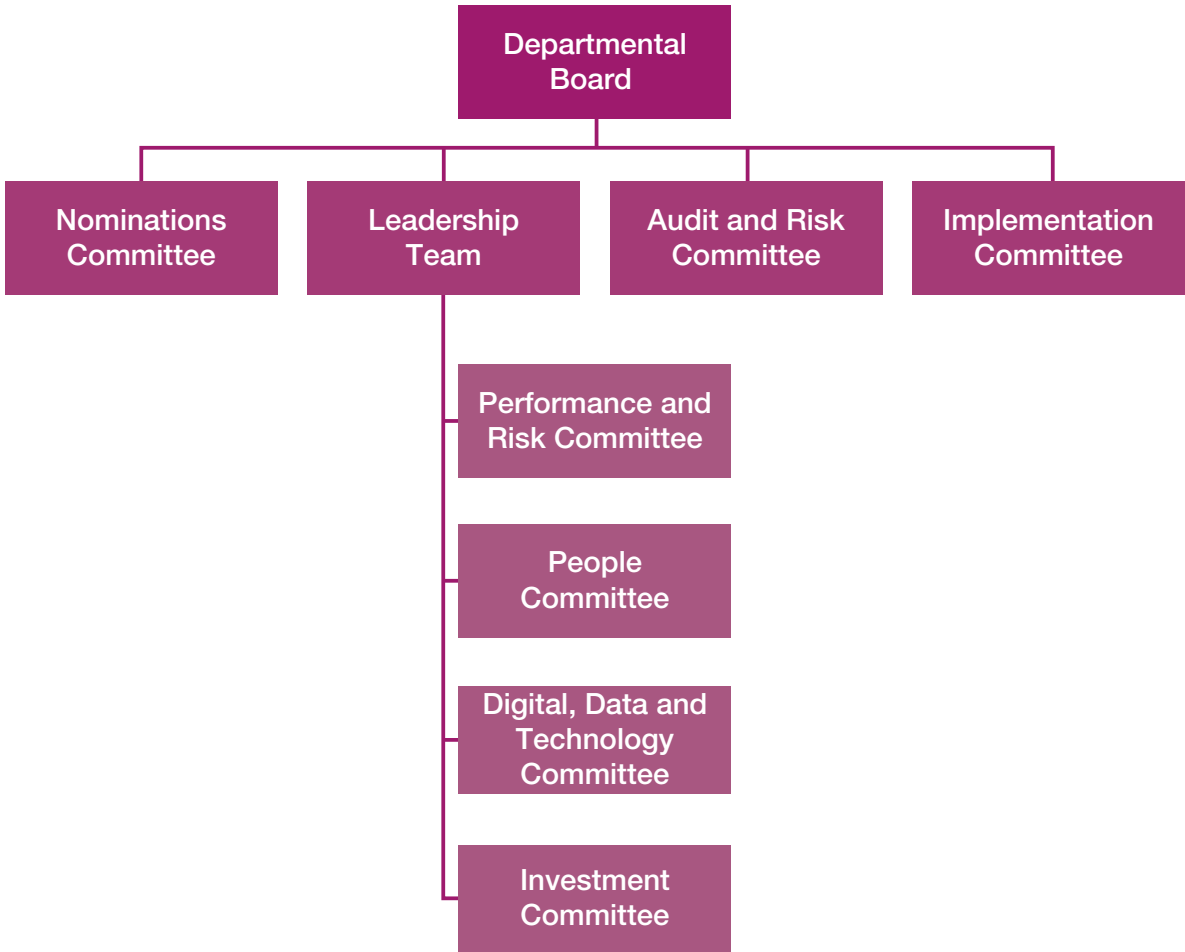 Departmental
Board
Nominations
Committee
Leadership
Team
Audit and Risk
Committee
Implementation
Committee
Performance and
Risk Committee
People
Committee
Digital, Data and
Technology
Committee
Investment
Committee